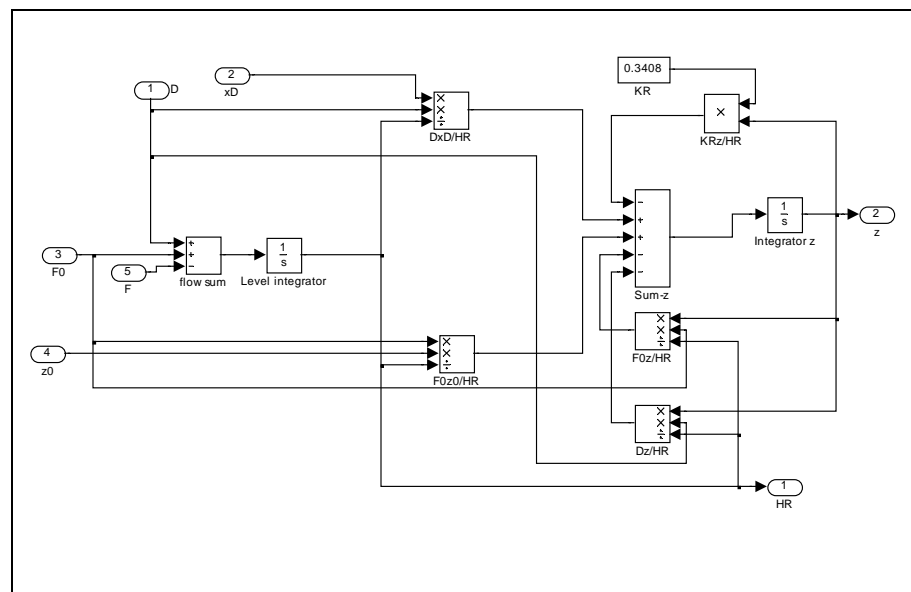 2
xD
1
D
0.3408
KR
×
×
÷
DxD/HR
×
KRz/HR
3
F0
5
F
+
+
−
flow sum
1
s
Level integrator
−
+
+
−
−
Sum-z
1
s
Integrator z
2
z
4
z0
×
×
÷
F0z0/HR
×
×
÷
F0z/HR
×
×
÷
Dz/HR
1
HR